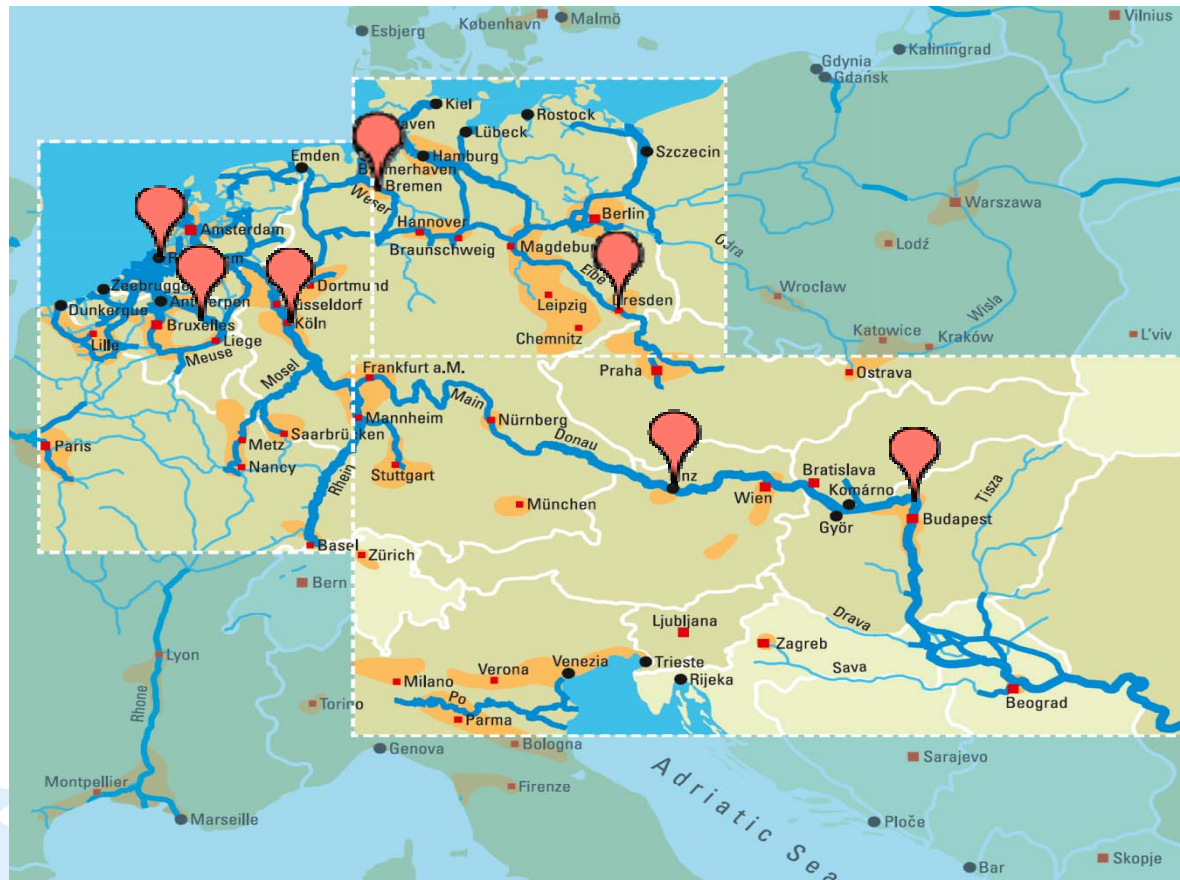 København
Malmö
Vilnius
Esbjerg
Kaliningrad
Gdynia
Gdańsk
Kiel
Rostock
Lübeck
Hamburg
Szczecin
Emden
Bremen
Weser
Amsterdam
Hannover
Berlin
Warszawa
Braunschweig
Lodź
Elbe
Dortmund
Leipzig
Dresden
Wroclaw
Wisla
Dunkerque
Bruxelles
Köln
Chemnitz
Katowice
Kraków
L'viv
Lille
Liege
Meuse
Mosel
Frankfurt a.M.
Praha
Ostrava
Main
Mannheim
Nürnberg
Donau
Paris
Metz
Saarbrücken
Nancy
Stuttgart
Rhein
Bratislava
Tisza
Wien
Komárno
München
Györ
Budapest
Basel
Zürich
Bern
Ljubljana
Drava
Zagreb
Lyon
Verona
Venezia
Trieste
Sava
Milano
Rijeka
Po
Torino
Parma
Beograd
Rhone
Genova
Bologna
Sarajevo
Montpellier
Firenze
Adriatic Sea
Marseille
Ploče
Bar
Skopje